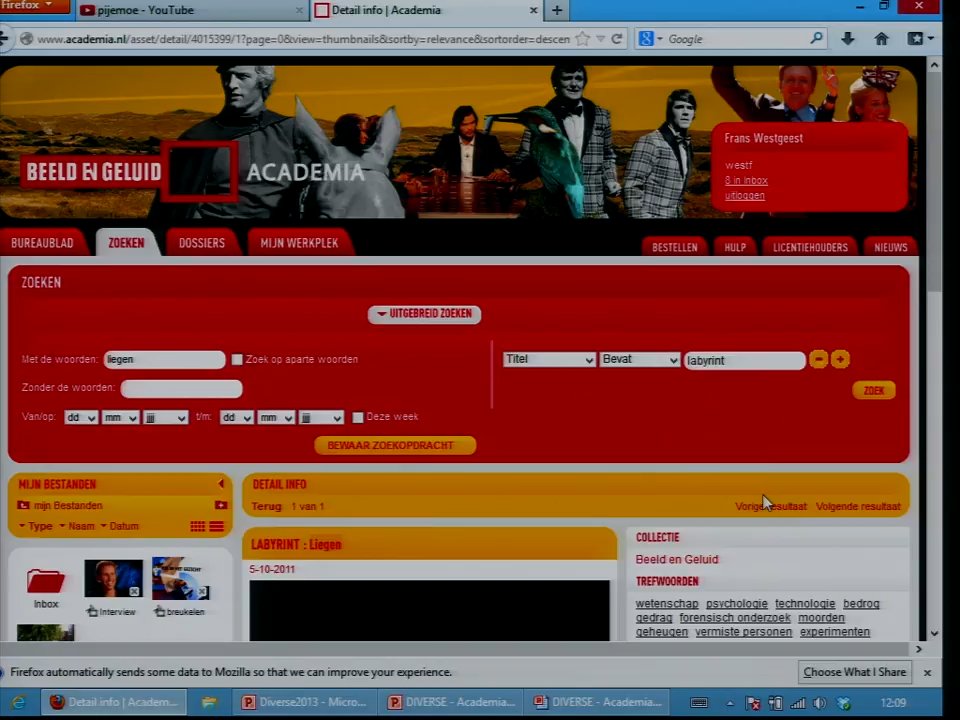 Firefox
pijemoe - YouTube
Detail info | Academia
www.academia.nl/asset/detail/4015399/1?page=0&view=thumbnails&sortby=relevance&sortorder=descen
Google
BEELD EN GELUID
ACADEMIA
Frans Westgeest
westf
8 in Inbox
uitloggen
BUREAUBLAD
ZOEKEN
DOSSIERS
MIJN WERKPLEK
BESTELLEN
HULP
LICENTIEHOUDERS
NIEUWS
ZOEKEN
UITGEBREID ZOEKEN
Met de woorden: liegen Zoek op aparte woorden
Titel Bevat labyrint
Zonder de woorden:
ZOEK
Van/op: dd mm jjjj t/m: dd mm jjjj Deze week
BEWAAR ZOEKOPDRACHT
MIJN BESTANDEN
mijn Bestanden
Type Naam Datum
DETAIL INFO
Terug: 1 van 1
Vorige resultaat Volgende resultaat
Inbox
Interview
breukelen
LABYRINT : Liegen
5-10-2011
COLLECTIE
Beeld en Geluid
TREFWOORDEN
wetenschap psychologie technologie bedrog
gedrag forensisch onderzoek moorden
geheugen vermiste personen experimenten
Firefox automatically sends some data to Mozilla so that we can improve your experience.
Choose What I Share
Detail info | Academ...
Diverse2013 - Micro...
DIVERSE - Academia...
DIVERSE - Academia...
12:09